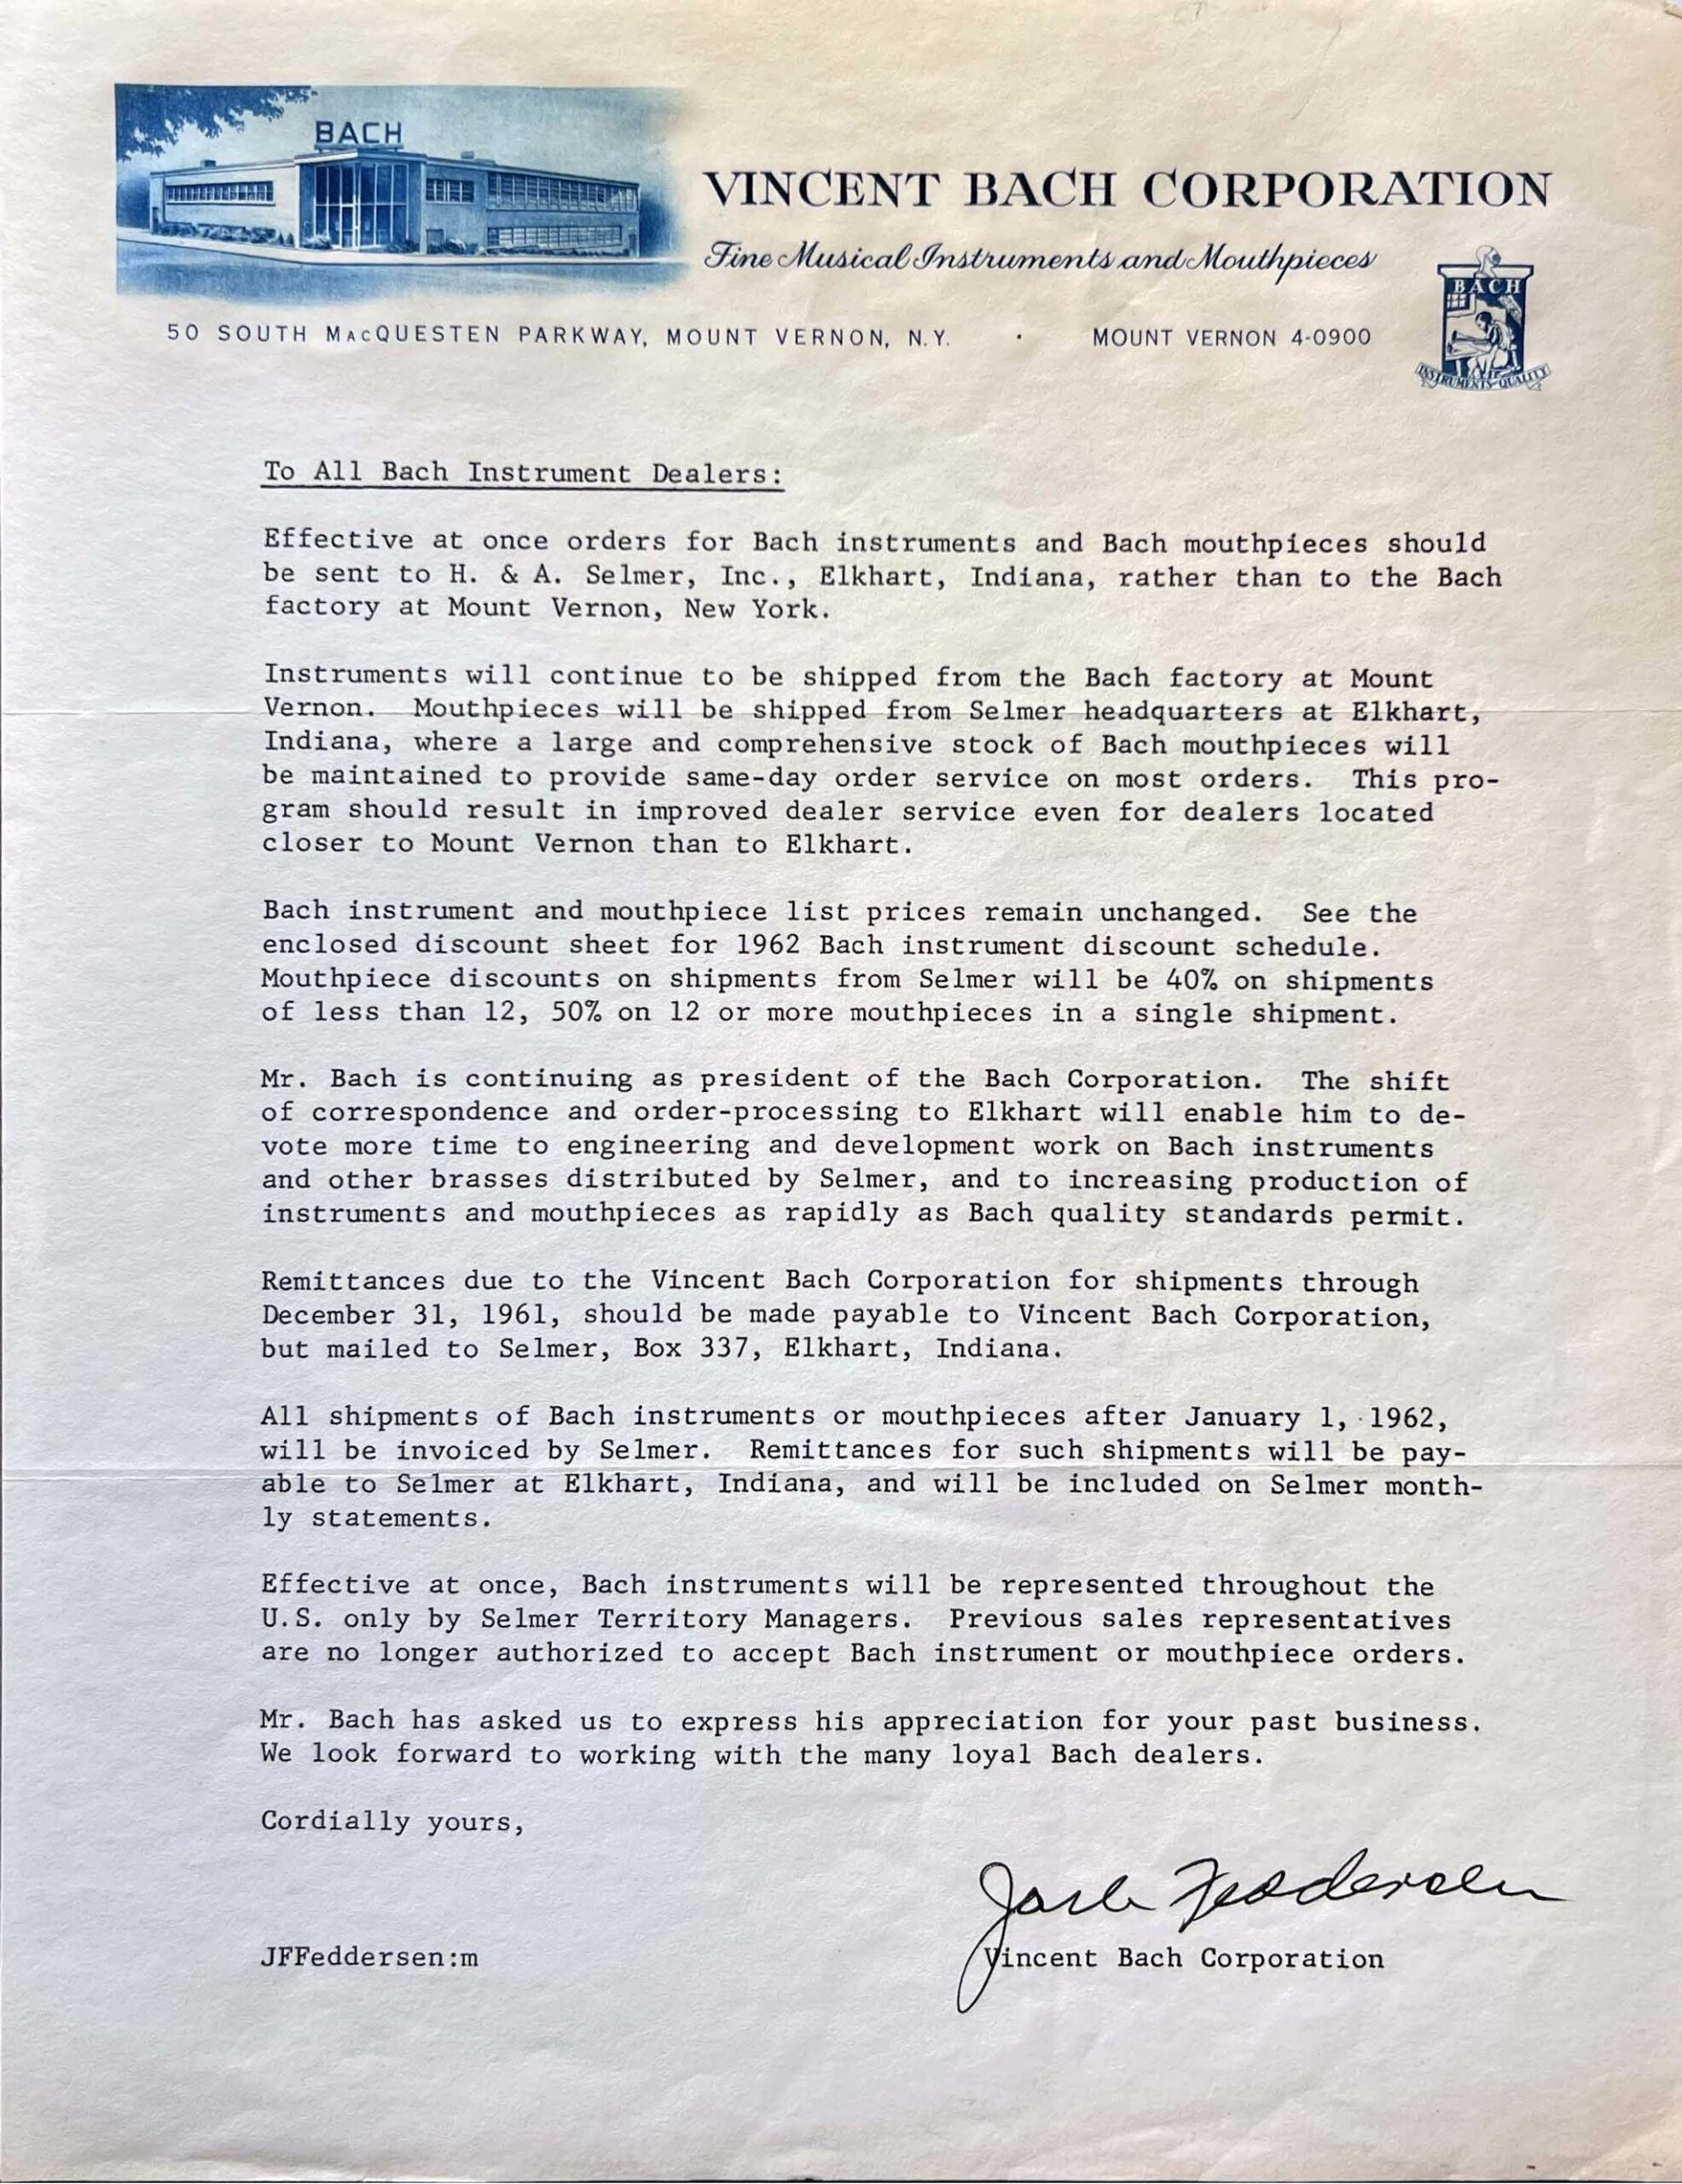 BACH
VINCENT BACH CORPORATION
Fine Musical Instruments and Mouthpieces
BACH
50 SOUTH MACQUESTEN PARKWAY, MOUNT VERNON, N.Y. · MOUNT VERNON 4-0900
INSTRUMENTS QUALITY
To All Bach Instrument Dealers:
Effective at once orders for Bach instruments and Bach mouthpieces should
be sent to H. & A. Selmer, Inc., Elkhart, Indiana, rather than to the Bach
factory at Mount Vernon, New York.
Instruments will continue to be shipped from the Bach factory at Mount
Vernon. Mouthpieces will be shipped from Selmer headquarters at Elkhart,
Indiana, where a large and comprehensive stock of Bach mouthpieces will
be maintained to provide same-day order service on most orders. This pro-
gram should result in improved dealer service even for dealers located
closer to Mount Vernon than to Elkhart.
Bach instrument and mouthpiece list prices remain unchanged. See the
enclosed discount sheet for 1962 Bach instrument discount schedule.
Mouthpiece discounts on shipments from Selmer will be 40% on shipments
of less than 12, 50% on 12 or more mouthpieces in a single shipment.
Mr. Bach is continuing as president of the Bach Corporation. The shift
of correspondence and order-processing to Elkhart will enable him to de-
vote more time to engineering and development work on Bach instruments
and other brasses distributed by Selmer, and to increasing production of
instruments and mouthpieces as rapidly as Bach quality standards permit.
Remittances due to the Vincent Bach Corporation for shipments through
December 31, 1961, should be made payable to Vincent Bach Corporation,
but mailed to Selmer, Box 337, Elkhart, Indiana.
All shipments of Bach instruments or mouthpieces after January 1, 1962,
will be invoiced by Selmer. Remittances for such shipments will be pay-
able to Selmer at Elkhart, Indiana, and will be included on Selmer month-
ly statements.
Effective at once, Bach instruments will be represented throughout the
U.S. only by Selmer Territory Managers. Previous sales representatives
are no longer authorized to accept Bach instrument or mouthpiece orders.
Mr. Bach has asked us to express his appreciation for your past business.
We look forward to working with the many loyal Bach dealers.
Cordially yours,
Jack Feddersen
JFFeddersen:m Vincent Bach Corporation